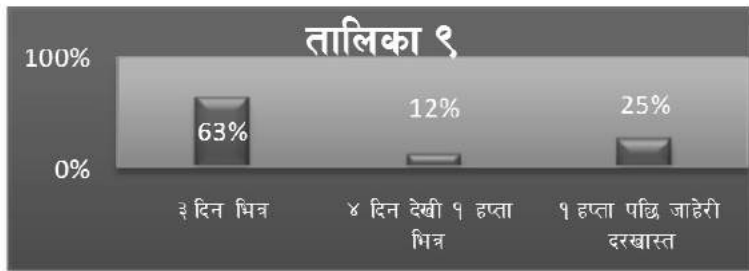 तालिका ९
100%
63%
12%
25%
0%
३ दिन भित्र
४ दिन देखी १ हप्ता
भित्र
१ हप्ता पछि जाहेरी
दरखास्त